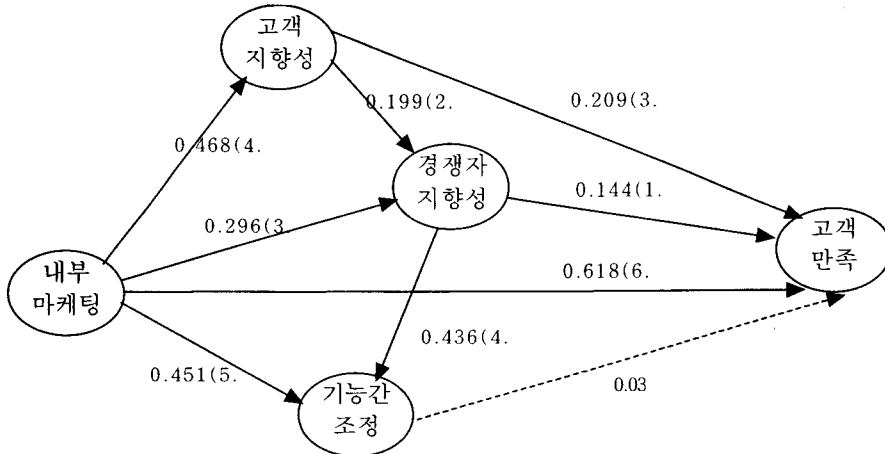 고객
지향성
0.199(2.
0.209(3.
0.468(4.
경쟁자
지향성
0.144(1.
0.296(3
고객
만족
내부
마케팅
0.618(6.
0.436(4.
0.451(5.
기능간
조정
0.03